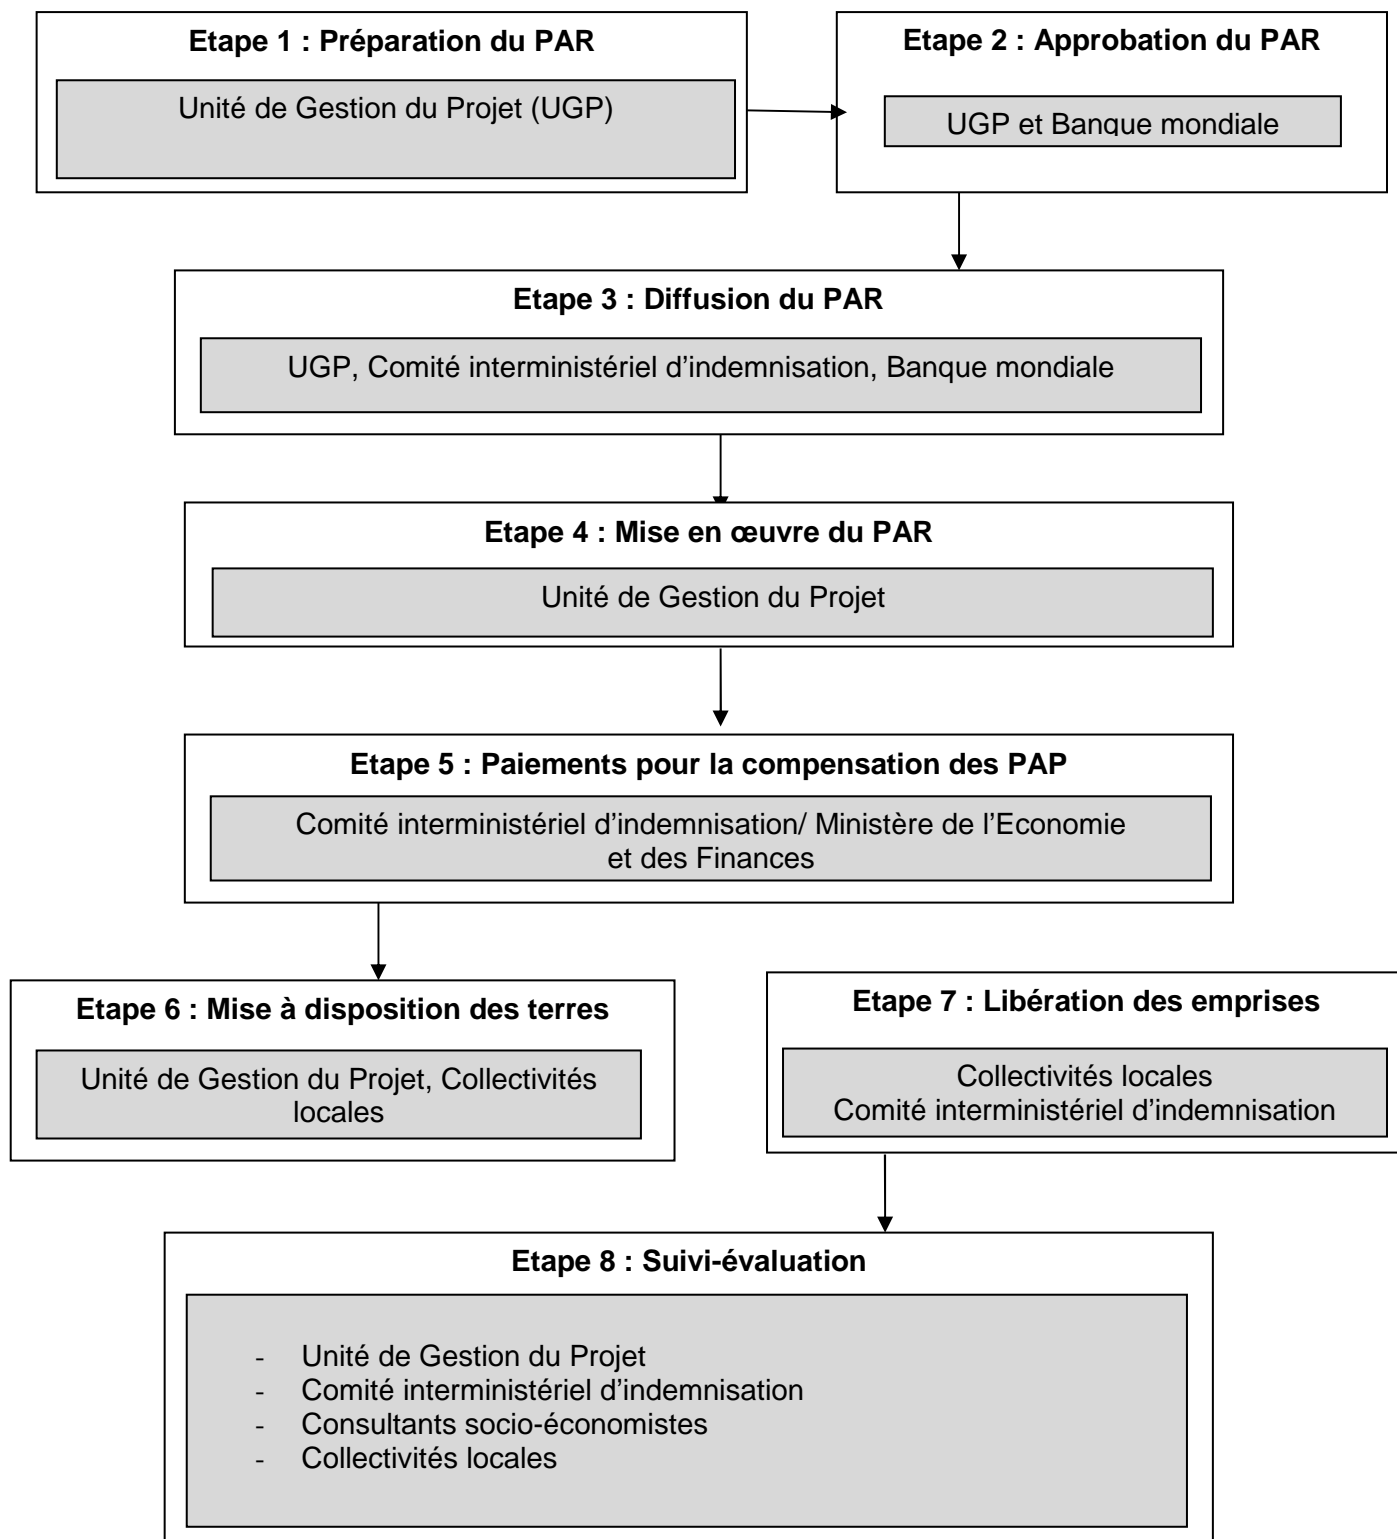 Etape 1 : Préparation du PAR
Unité de Gestion du Projet (UGP)
Etape 2 : Approbation du PAR
UGP et Banque mondiale
Etape 3 : Diffusion du PAR
UGP, Comité interministériel d’indemnisation, Banque mondiale
Etape 4 : Mise en œuvre du PAR
Unité de Gestion du Projet
Etape 5 : Paiements pour la compensation des PAP
Comité interministériel d’indemnisation/ Ministère de l’Economie
et des Finances
Etape 6 : Mise à disposition des terres
Unité de Gestion du Projet, Collectivités
locales
Etape 7 : Libération des emprises
Collectivités locales
Comité interministériel d’indemnisation
Etape 8 : Suivi-évaluation
- Unité de Gestion du Projet
- Comité interministériel d’indemnisation
- Consultants socio-économistes
- Collectivités locales